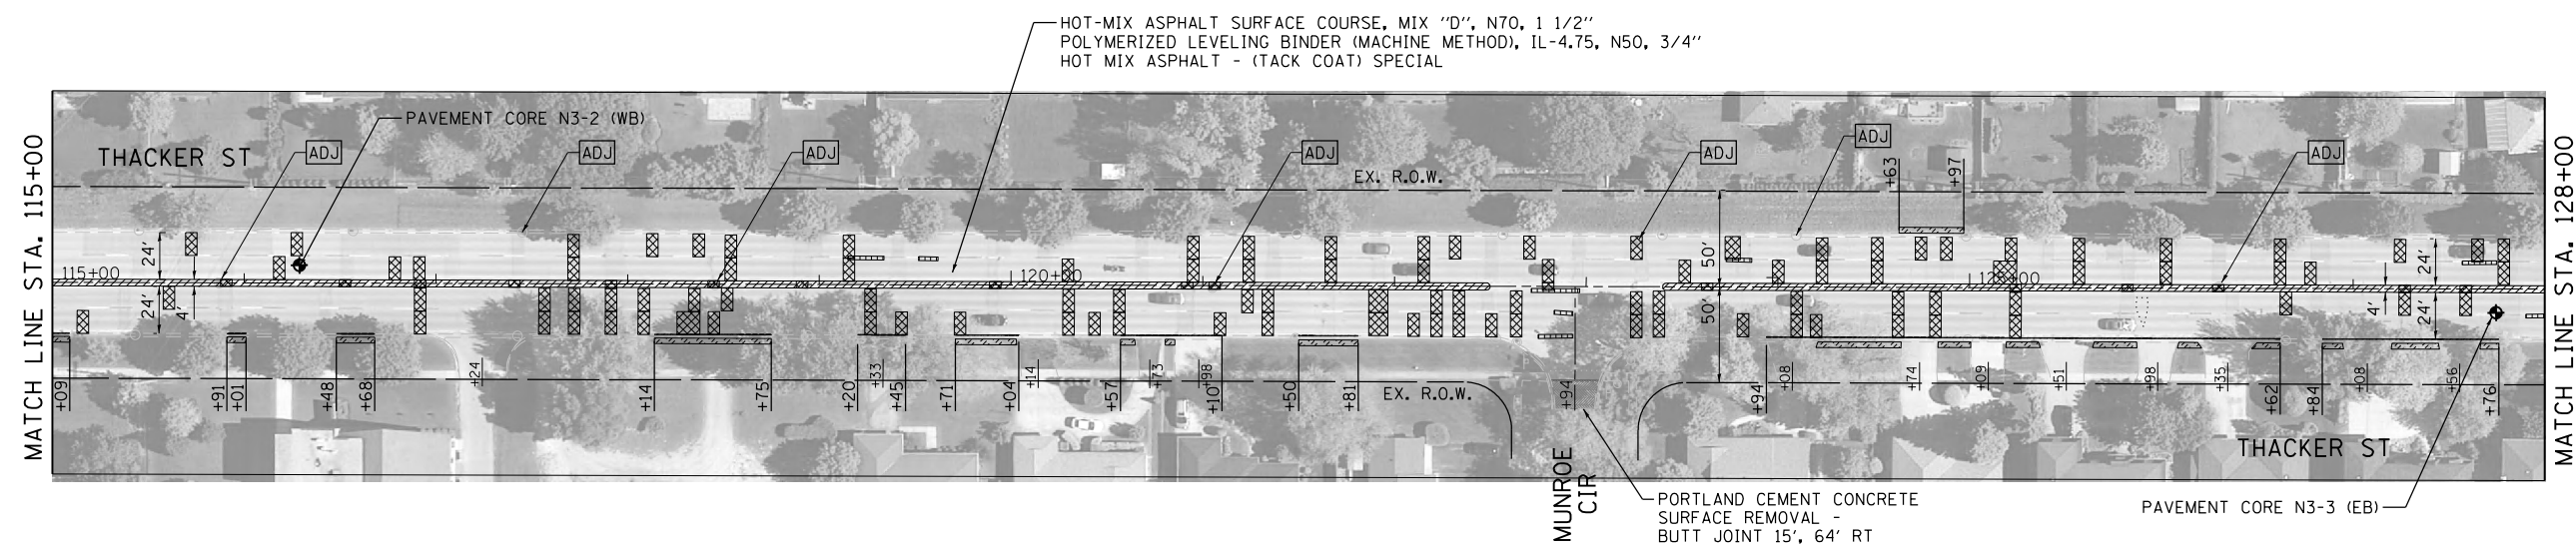 HOT-MIX ASPHALT SURFACE COURSE, MIX "D", N70, 1 1/2"
POLYMERIZED LEVELING BINDER (MACHINE METHOD), IL-4.75, N50, 3/4"
HOT MIX ASPHALT - (TACK COAT) SPECIAL
PAVEMENT CORE N3-2 (WB)
THACKER ST
ADJ
ADJ
ADJ
ADJ
ADJ
ADJ
ADJ
MATCH LINE STA. 115+00
MATCH LINE STA. 128+00
EX. R.O.W.
+63
+97
24'
24'
4'
50'
50'
24'
4'
24'
115+00
120+00
+09
+91
+01
+48
+68
+24
+14
+75
+20
+33
+45
+71
+04
+14
+57
+73
+98
+10
+50
+81
EX. R.O.W.
+94
+94
+08
+74
+09
+51
+98
+35
+62
+84
+08
+56
+76
THACKER ST
MUNROE
CIR
PORTLAND CEMENT CONCRETE
SURFACE REMOVAL -
BUTT JOINT 15', 64' RT
PAVEMENT CORE N3-3 (EB)